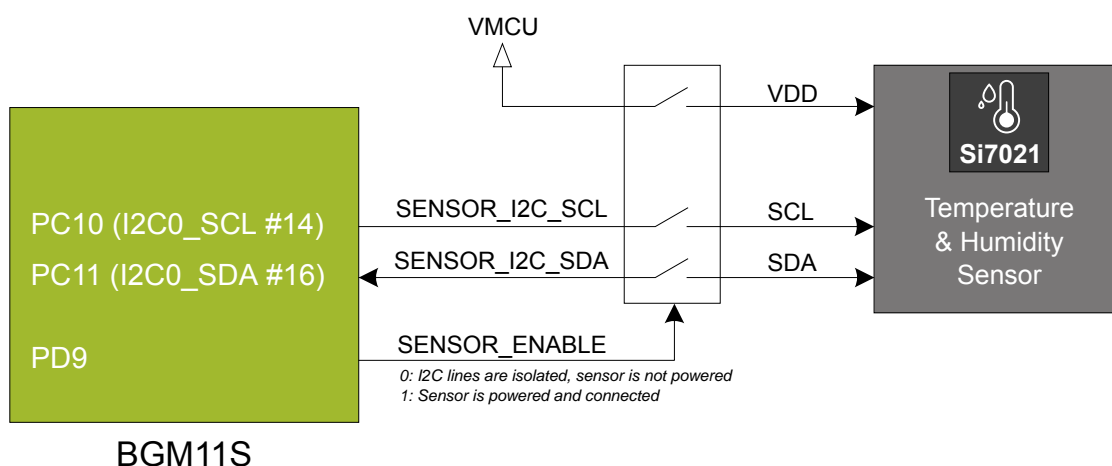 VMCU
VDD
Si7021
PC10 (I2C0_SCL #14)
SENSOR_I2C_SCL
SCL
Temperature
& Humidity
Sensor
PC11 (I2C0_SDA #16)
SENSOR_I2C_SDA
SDA
PD9
SENSOR_ENABLE
0: I2C lines are isolated, sensor is not powered
1: Sensor is powered and connected
BGM11S